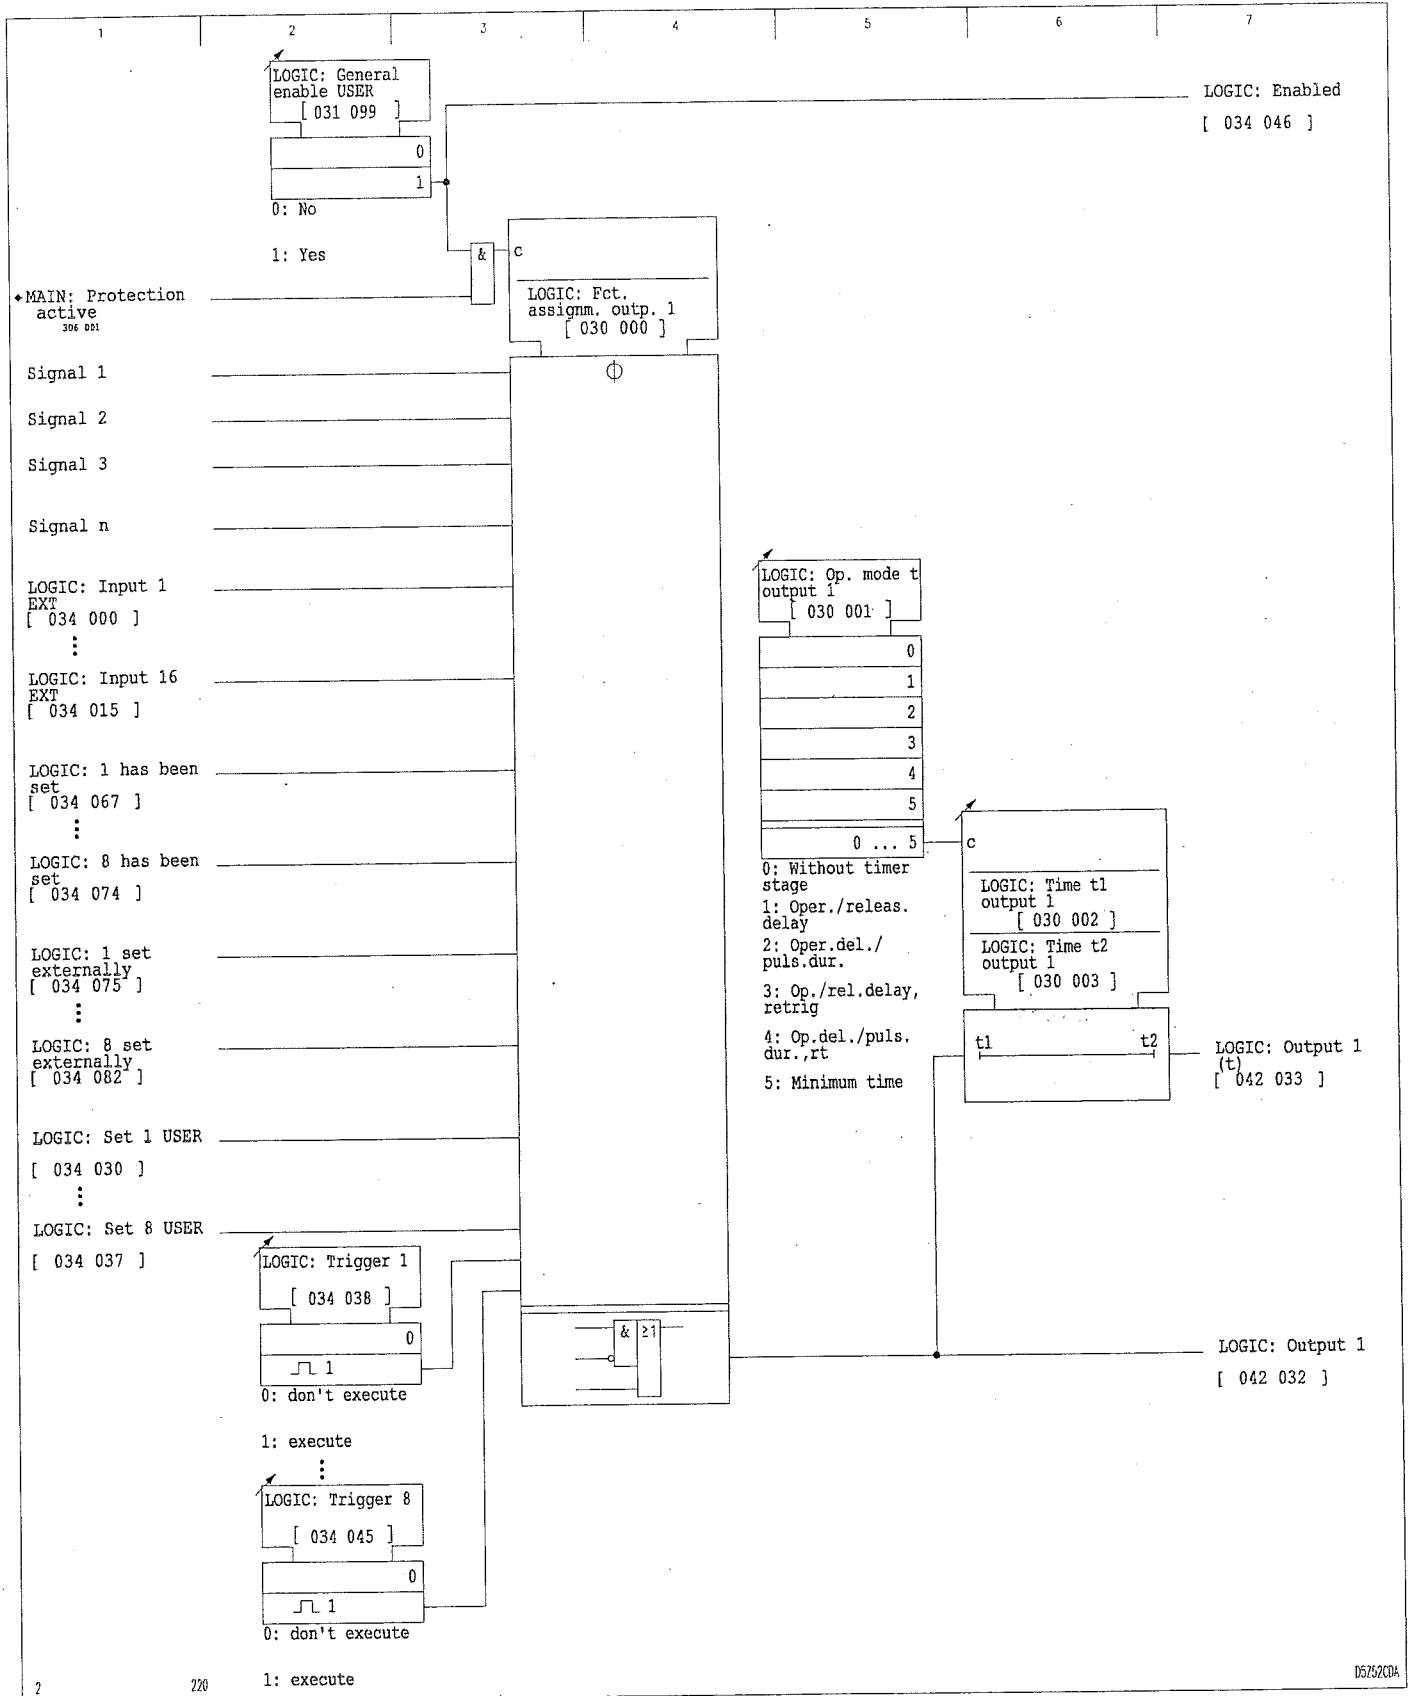 1 2 3 4 5 6 7
LOGIC: General
enable USER
[ 031 099 ]
0
1
0: No
1: Yes
LOGIC: Enabled
[ 034 046 ]
&
C
LOGIC: Fct.
assignm. outp. 1
[ 030 000 ]
MAIN: Protection
active
306 001
Signal 1
Signal 2
Signal 3
Signal n
LOGIC: Input 1
EXT
[ 034 000 ]
LOGIC: Input 16
EXT
[ 034 015 ]
LOGIC: 1 has been
set
[ 034 067 ]
LOGIC: 8 has been
set
[ 034 074 ]
LOGIC: 1 set
externally
[ 034 075 ]
LOGIC: 8 set
externally
[ 034 082 ]
LOGIC: Set 1 USER
[ 034 030 ]
LOGIC: Set 8 USER
[ 034 037 ]
LOGIC: Trigger 1
[ 034 038 ]
0
1
0: don't execute
1: execute
LOGIC: Trigger 8
[ 034 045 ]
0
1
0: don't execute
1: execute
& ≥1
LOGIC: Op. mode t
output 1
[ 030 001 ]
0
1
2
3
4
5
0 ... 5
0: Without timer
stage
1: Oper./releas.
delay
2: Oper.del./
puls.dur.
3: Op./rel.delay,
retrig
4: Op.del./puls.
dur.,rt
5: Minimum time
C
LOGIC: Time t1
output 1
[ 030 002 ]
LOGIC: Time t2
output 1
[ 030 003 ]
t1 t2
LOGIC: Output 1
(t)
[ 042 033 ]
LOGIC: Output 1
[ 042 032 ]
2 220
D5Z52CDA